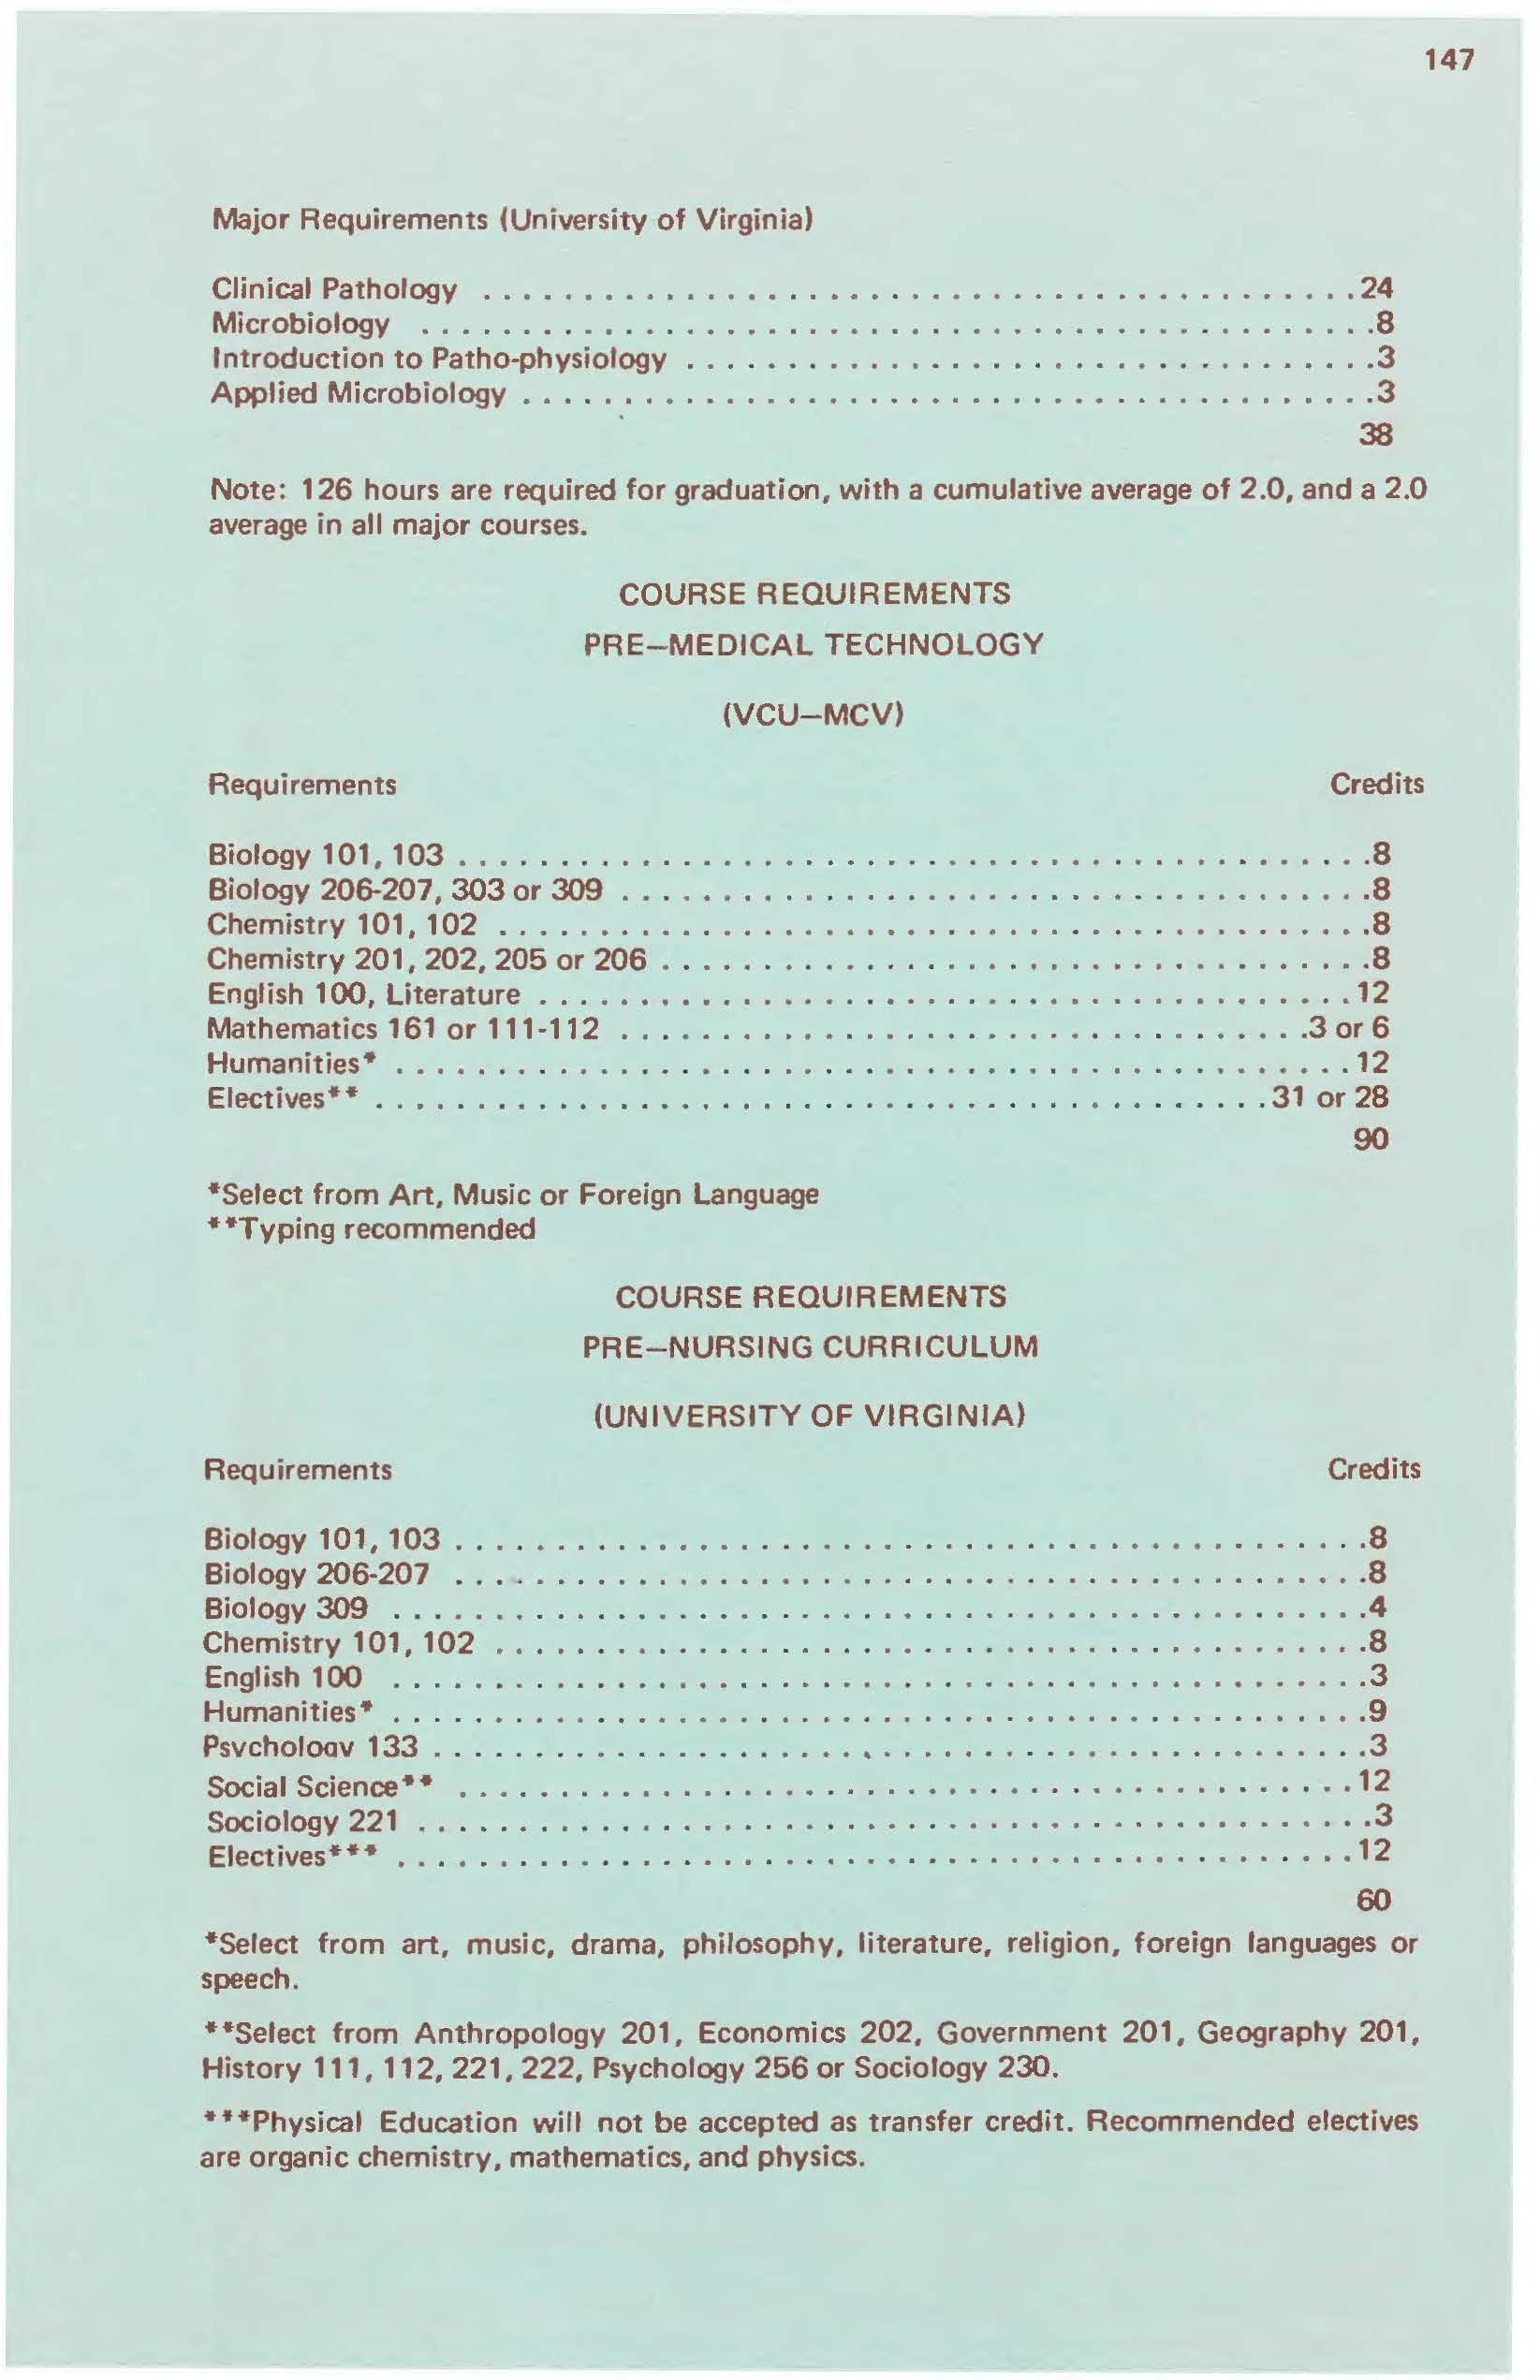 147
Major Requirements (University of Virginia)
Clinical Pathology . . . . . . . . . . . . . . . . . . . . . . . . . . . . . . . . . . . . . . . . . . . 24
Microbiology . . . . . . . . . . . . . . . . . . . . . . . . . . . . . . . . . . . . . . . . . . . . . . . 8
Introduction to Patho-physiology . . . . . . . . . . . . . . . . . . . . . . . . . . . . . . . . . . 3
Applied Microbiology . . . . . . . . . . . . . . . . . . . . . . . . . . . . . . . . . . . . . . . . . . 3
38
Note: 126 hours are required for graduation, with a cumulative average of 2.0, and a 2.0
average in all major courses.
COURSE REQUIREMENTS
PRE—MEDICAL TECHNOLOGY
(VCU—MCV)
Requirements Credits
Biology 101, 103 . . . . . . . . . . . . . . . . . . . . . . . . . . . . . . . . . . . . . . . . . . . . . 8
Biology 206-207, 303 or 309 . . . . . . . . . . . . . . . . . . . . . . . . . . . . . . . . . . . . . 8
Chemistry 101, 102 . . . . . . . . . . . . . . . . . . . . . . . . . . . . . . . . . . . . . . . . . . . 8
Chemistry 201, 202, 205 or 206 . . . . . . . . . . . . . . . . . . . . . . . . . . . . . . . . . . . 8
English 100, Literature . . . . . . . . . . . . . . . . . . . . . . . . . . . . . . . . . . . . . . . . 12
Mathematics 161 or 111-112 . . . . . . . . . . . . . . . . . . . . . . . . . . . . . . . . . . 3 or 6
Humanities* . . . . . . . . . . . . . . . . . . . . . . . . . . . . . . . . . . . . . . . . . . . . . . . 12
Electives** . . . . . . . . . . . . . . . . . . . . . . . . . . . . . . . . . . . . . . . . . . . . 31 or 28
90
*Select from Art, Music or Foreign Language
**Typing recommended
COURSE REQUIREMENTS
PRE—NURSING CURRICULUM
(UNIVERSITY OF VIRGINIA)
Requirements Credits
Biology 101, 103 . . . . . . . . . . . . . . . . . . . . . . . . . . . . . . . . . . . . . . . . . . . . . 8
Biology 206-207 . . . . . . . . . . . . . . . . . . . . . . . . . . . . . . . . . . . . . . . . . . . . . 8
Biology 309 . . . . . . . . . . . . . . . . . . . . . . . . . . . . . . . . . . . . . . . . . . . . . . . . 4
Chemistry 101, 102 . . . . . . . . . . . . . . . . . . . . . . . . . . . . . . . . . . . . . . . . . . . 8
English 100 . . . . . . . . . . . . . . . . . . . . . . . . . . . . . . . . . . . . . . . . . . . . . . . . 3
Humanities* . . . . . . . . . . . . . . . . . . . . . . . . . . . . . . . . . . . . . . . . . . . . . . . . 9
Psychology 133 . . . . . . . . . . . . . . . . . . . . . . . . . . . . . . . . . . . . . . . . . . . . . . 3
Social Science** . . . . . . . . . . . . . . . . . . . . . . . . . . . . . . . . . . . . . . . . . . . . 12
Sociology 221 . . . . . . . . . . . . . . . . . . . . . . . . . . . . . . . . . . . . . . . . . . . . . . . 3
Electives*** . . . . . . . . . . . . . . . . . . . . . . . . . . . . . . . . . . . . . . . . . . . . . . . 12
60
*Select from art, music, drama, philosophy, literature, religion, foreign languages or
speech.
**Select from Anthropology 201, Economics 202, Government 201, Geography 201,
History 111, 112, 221, 222, Psychology 256 or Sociology 230.
***Physical Education will not be accepted as transfer credit. Recommended electives
are organic chemistry, mathematics, and physics.